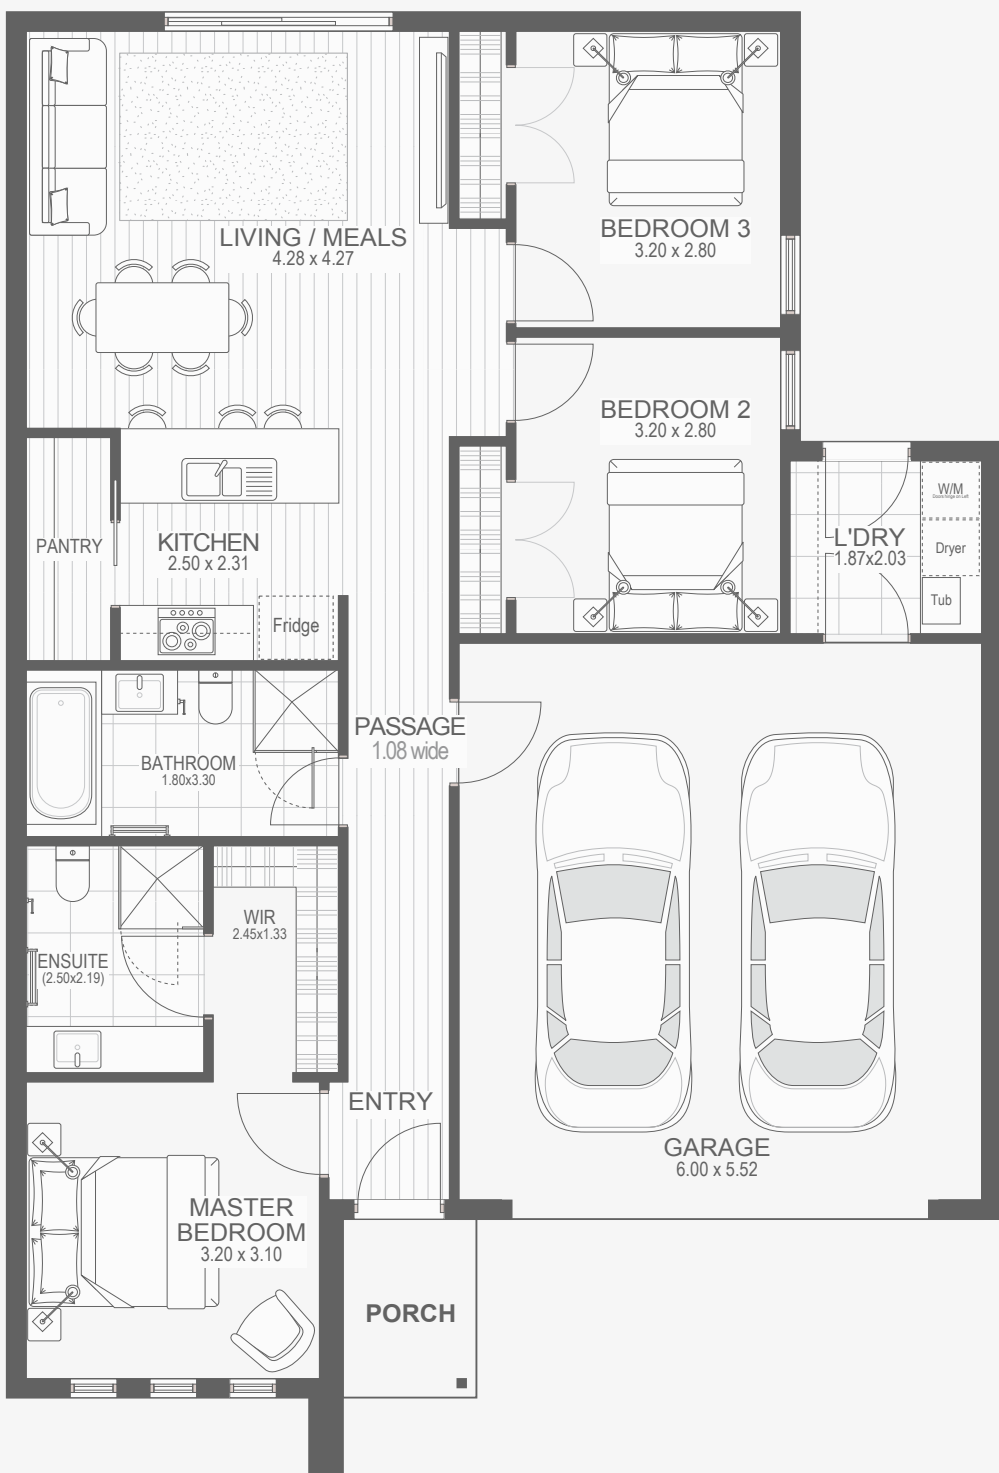 LIVING / MEALS
4.28 x 4.27
BEDROOM 3
3.20 x 2.80
BEDROOM 2
3.20 x 2.80
W/M
L'DRY
1.87x2.03
Dryer
Tub
PANTRY
KITCHEN
2.50 x 2.31
Fridge
PASSAGE
1.08 wide
BATHROOM
1.80x3.30
WIR
2.45x1.33
ENSUITE
(2.50x2.19)
ENTRY
GARAGE
6.00 x 5.52
MASTER
BEDROOM
3.20 x 3.10
PORCH